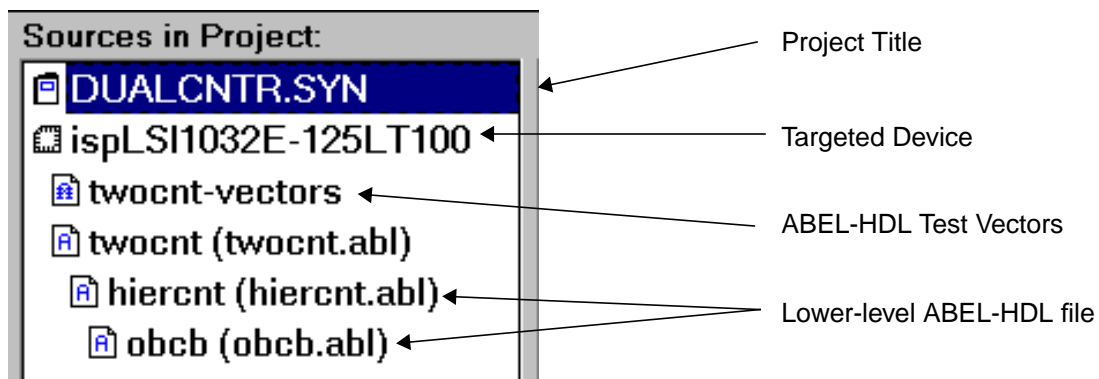 Sources in Project:
DUALCNTR.SYN
ispLSI1032E-125LT100
twocnt-vectors
twocnt (twocnt.abl)
hiercnt (hiercnt.abl)
obcb (obcb.abl)
Project Title
Targeted Device
ABEL-HDL Test Vectors
Lower-level ABEL-HDL file